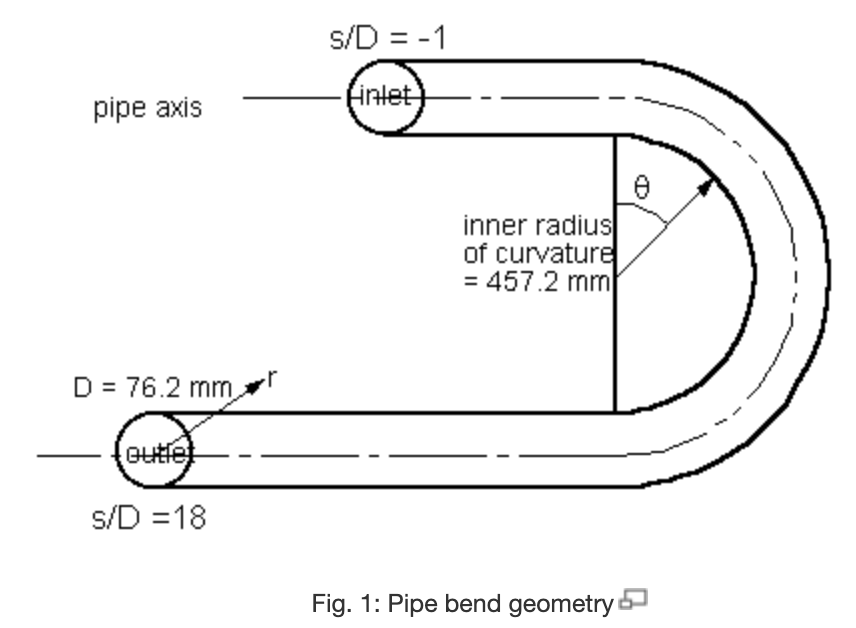 s/D = -1
inlet
pipe axis
θ
inner radius
of curvature
= 457.2 mm
D = 76.2 mm
r
outlet
s/D =18
Fig. 1: Pipe bend geometry